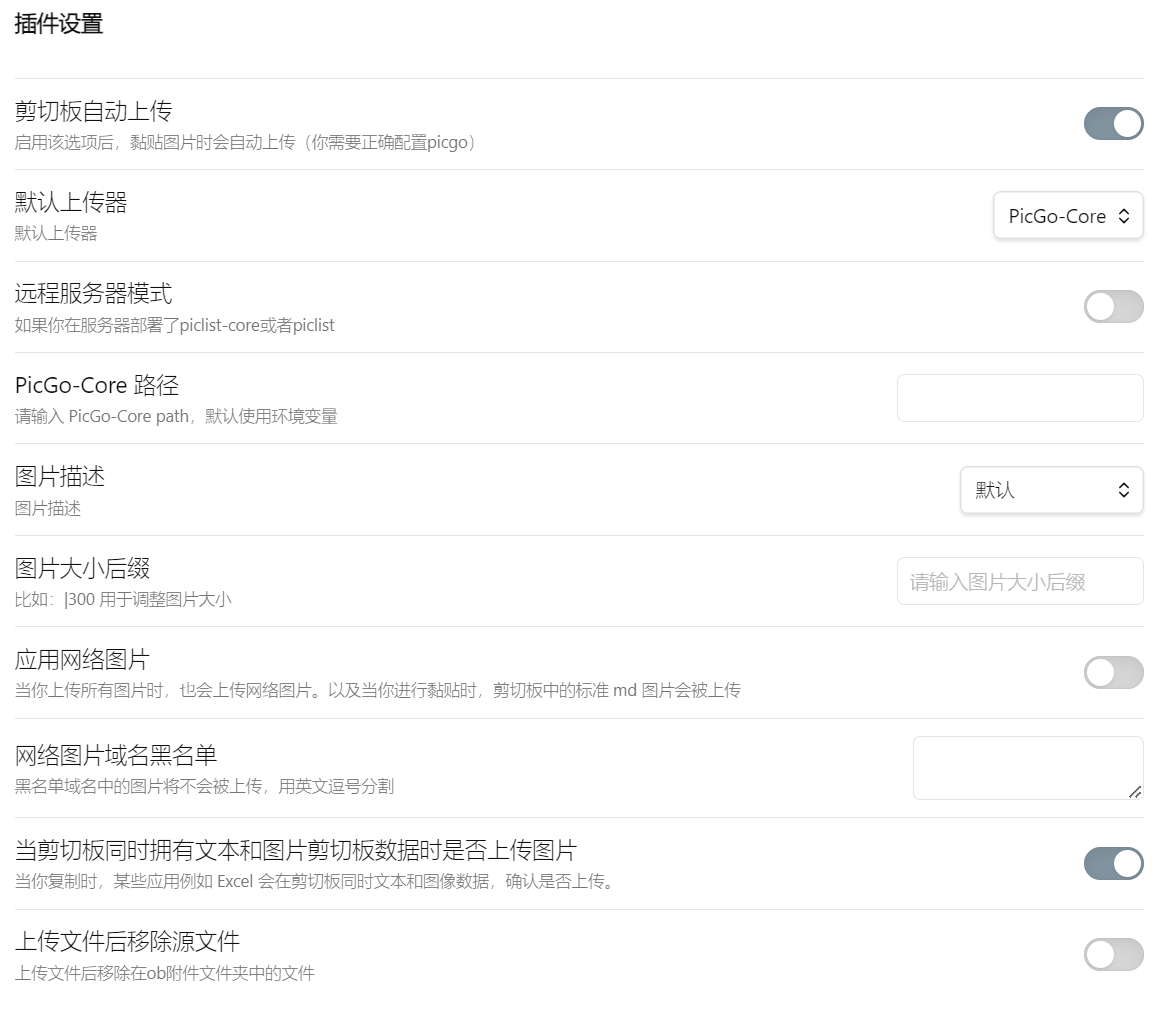 插件设置
剪切板自动上传
启用该选项后，黏贴图片时会自动上传（你需要正确配置picgo）
默认上传器
默认上传器
PicGo-Core
远程服务器模式
如果你在服务器部署了piclist-core或者piclist
PicGo-Core 路径
请输入 PicGo-Core path，默认使用环境变量
图片描述
图片描述
默认
图片大小后缀
比如：|300 用于调整图片大小
请输入图片大小后缀
应用网络图片
当你上传所有图片时，也会上传网络图片。以及当你进行黏贴时，剪切板中的标准 md 图片会被上传
网络图片域名黑名单
黑名单域名中的图片将不会被上传，用英文逗号分割
当剪切板同时拥有文本和图片剪切板数据时是否上传图片
当你复制时，某些应用例如 Excel 会在剪切板同时文本和图像数据，确认是否上传。
上传文件后移除源文件
上传文件后移除在ob附件文件夹中的文件